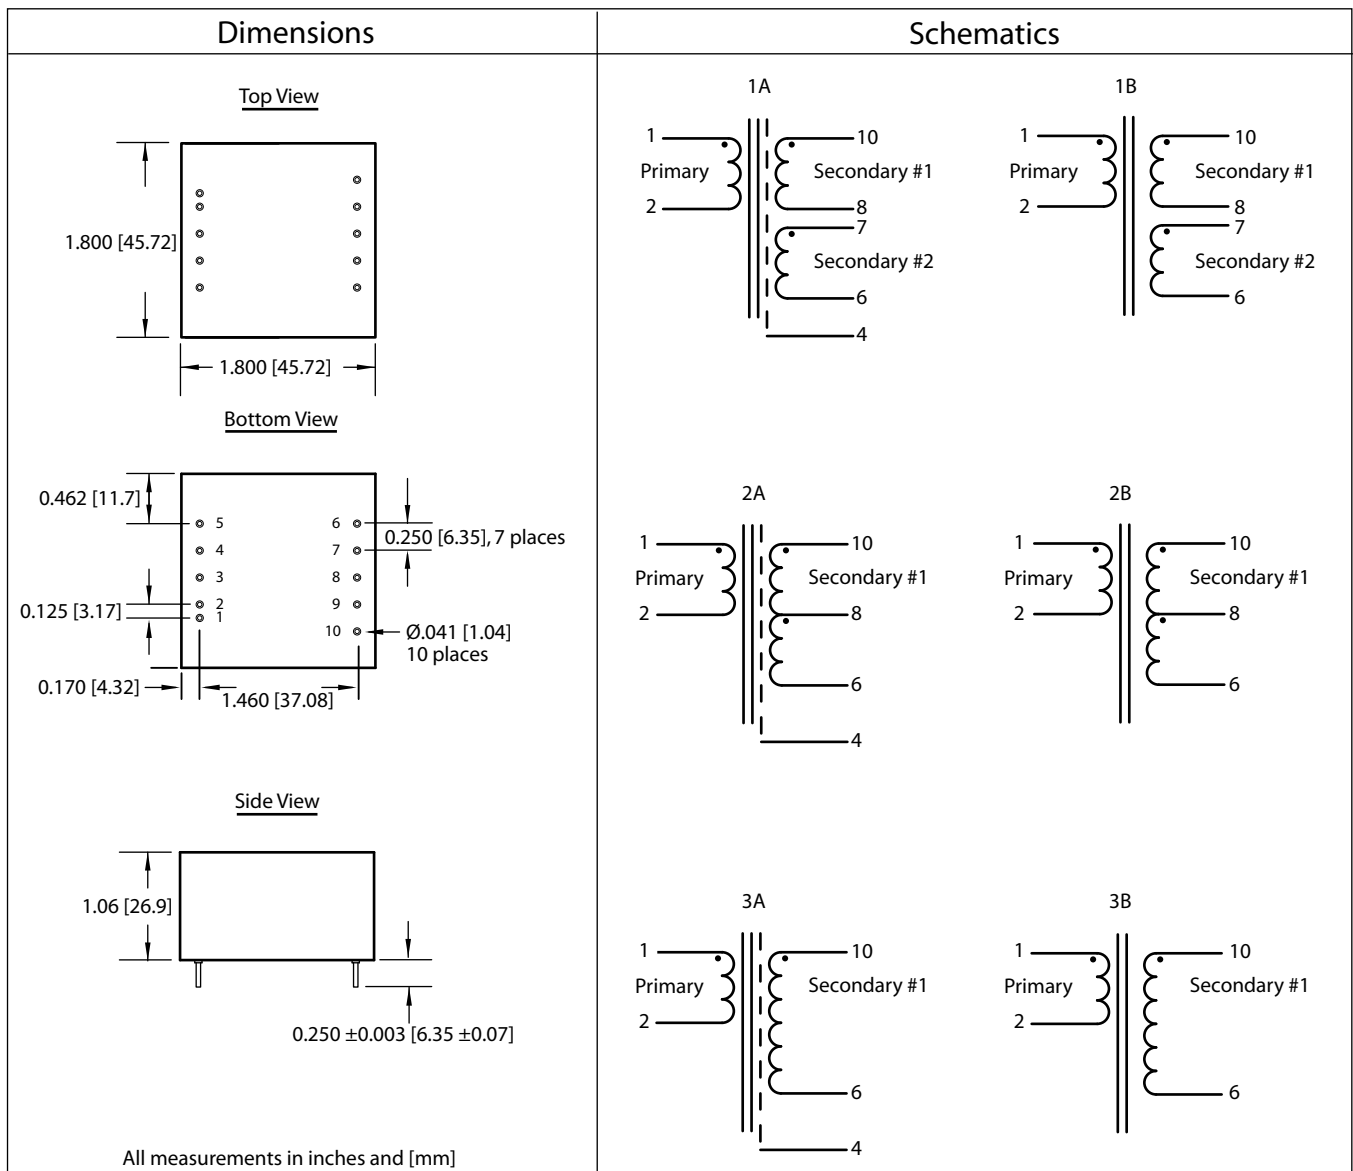 Dimensions
Schematics
Top View
1.800 [45.72]
1.800 [45.72]
Bottom View
0.462 [11.7]
5
6
0.250 [6.35], 7 places
4
7
3
8
0.125 [3.17]
2
9
1
10
Ø.041 [1.04]
10 places
0.170 [4.32]
1.460 [37.08]
Side View
1.06 [26.9]
0.250 ±0.003 [6.35 ±0.07]
All measurements in inches and [mm]
1A
1
10
Primary
Secondary #1
2
8
7
Secondary #2
6
4
1B
1
10
Primary
Secondary #1
2
8
7
Secondary #2
6
2A
1
10
Primary
Secondary #1
2
8
6
4
2B
1
10
Primary
Secondary #1
2
8
6
3A
1
10
Primary
Secondary #1
2
6
4
3B
1
10
Primary
Secondary #1
2
6